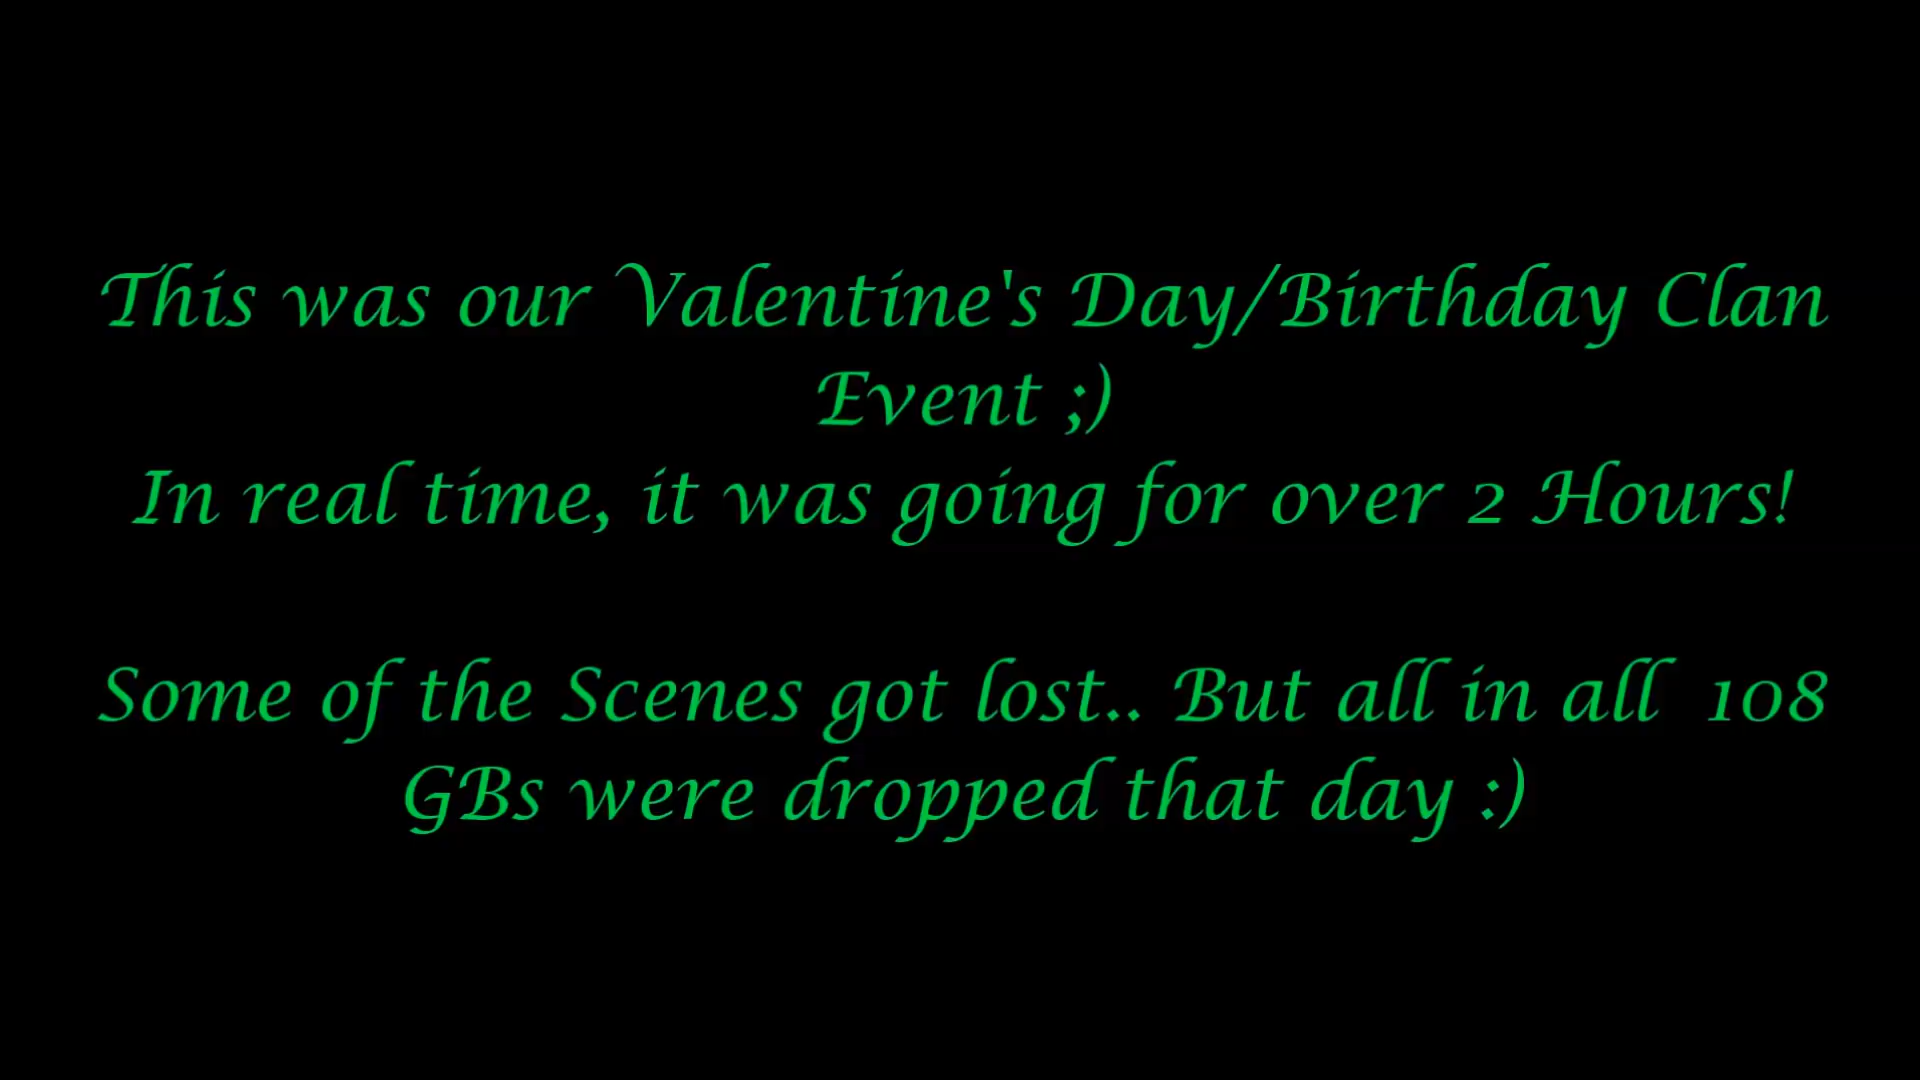 This was our Valentine's Day/Birthday Clan
Event ;)
In real time, it was going for over 2 Hours!
Some of the Scenes got lost.. But all in all  108
GBs were dropped that day :)